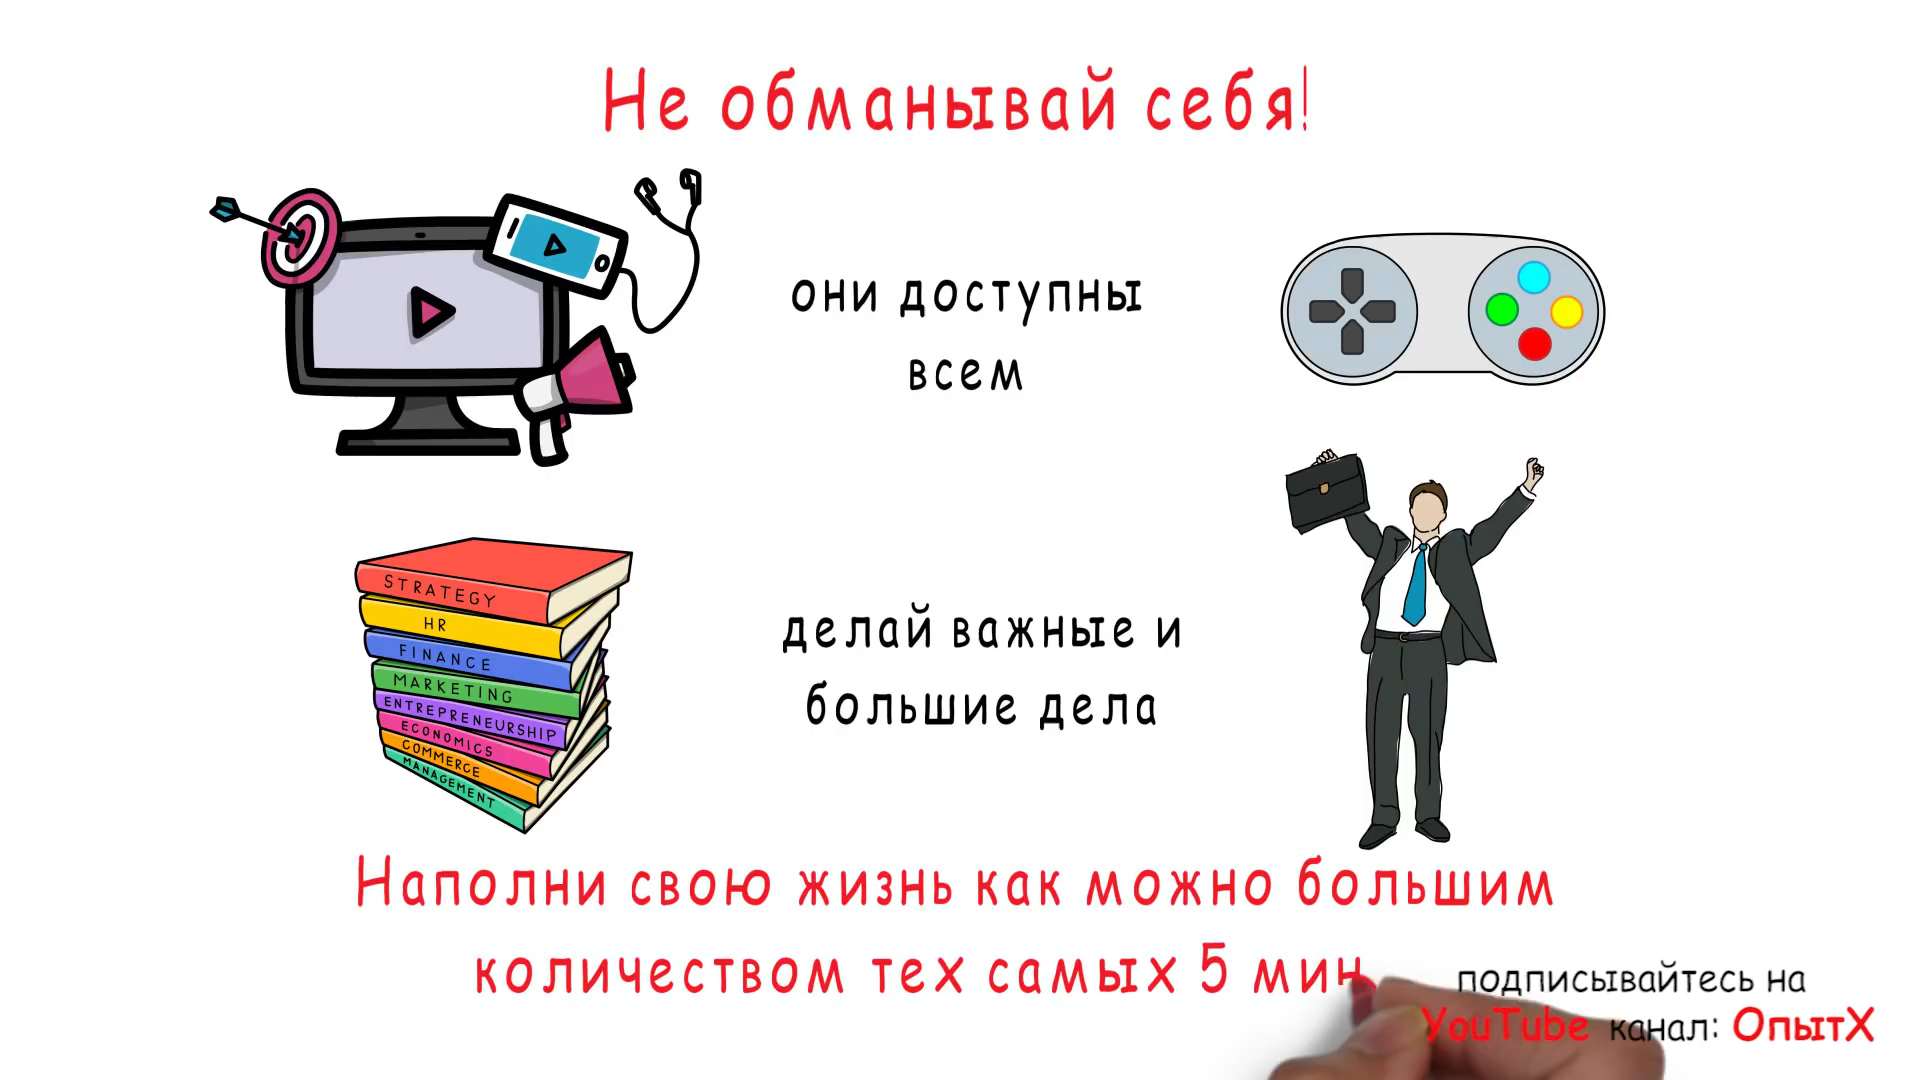 Не обманывай себя!
они доступны
всем
STRATEGY
HR
FINANCE
MARKETING
ENTREPRENEURSHIP
ECONOMICS
COMMERCE
MANAGEMENT
делай важные и
большие дела
Наполни свою жизнь как можно большим
количеством тех самых 5 мин
подписывайтесь на
YouTube канал: ОпытХ